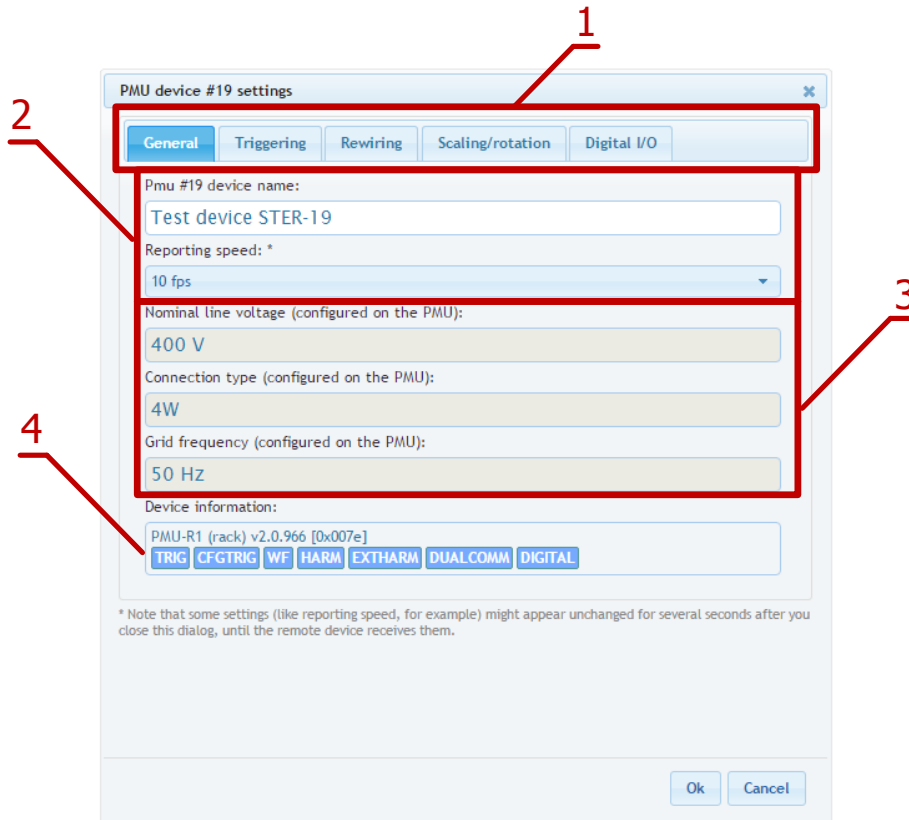 1
PMU device #19 settings
2
General Triggering Rewiring Scaling/rotation Digital I/O
Pmu #19 device name:
Test device STER-19
Reporting speed: *
10 fps
3
Nominal line voltage (configured on the PMU):
400 V
Connection type (configured on the PMU):
4W
4
Grid frequency (configured on the PMU):
50 Hz
Device information:
PMU-R1 (rack) v2.0.966 [0x007e]
TRIG CFGTRIG WF HARM EXTHARM DUALCOMM DIGITAL
* Note that some settings (like reporting speed, for example) might appear unchanged for several seconds after you
close this dialog, until the remote device receives them.
Ok Cancel